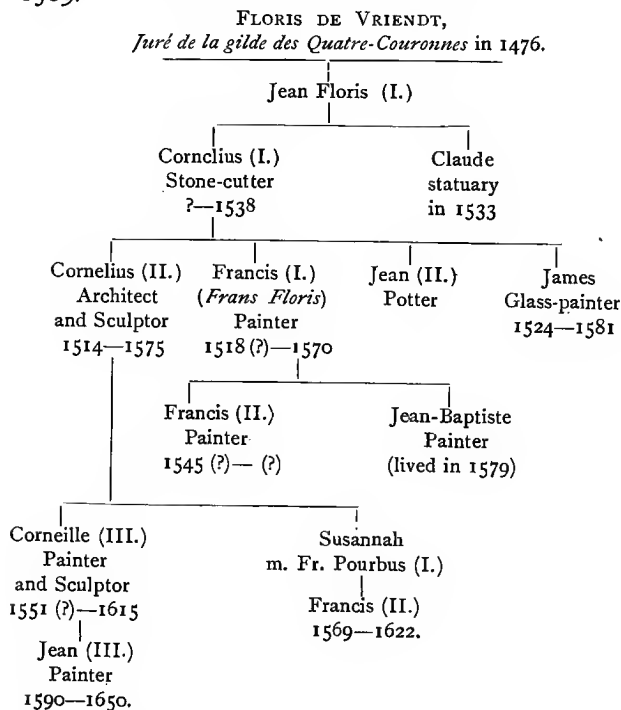 1589.
FLORIS DE VRIENDT,
Juré de la gilde des Quatre-Couronnes in 1476.
Jean Floris (I.)
Cornelius (I.)
Stone-cutter
?—1538
Claude
statuary
in 1533
Cornelius (II.)
Architect
and Sculptor
1514—1575
Francis (I.)
(Frans Floris)
Painter
1518 (?)—1570
Jean (II.)
Potter
James
Glass-painter
1524—1581
Francis (II.)
Painter
1545 (?)— (?)
Jean-Baptiste
Painter
(lived in 1579)
Corneille (III.)
Painter
and Sculptor
1551 (?)—1615
Jean (III.)
Painter
1590—1650.
Susannah
m. Fr. Pourbus (I.)
Francis (II.)
1569—1622.